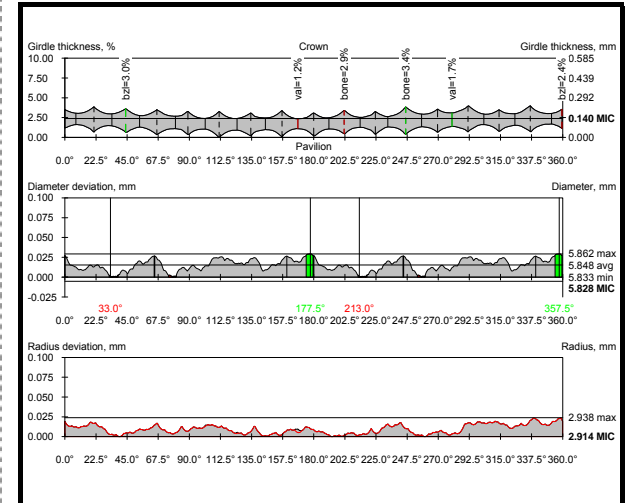 Girdle thickness, % Crown Girdle thickness, mm
10.00 bzl=3.0% val=1.2% bone=2.9% bone=3.4% val=1.7% bzl=2.4% 0.585
7.50 0.439
5.00 0.292
2.50 0.140 MIC
0.00 0.000
Pavilion
0.0° 22.5° 45.0° 67.5° 90.0° 112.5° 135.0° 157.5° 180.0° 202.5° 225.0° 247.5° 270.0° 292.5° 315.0° 337.5° 360.0°
Diameter deviation, mm Diameter, mm
0.100
0.075
0.050
0.025 5.862 max
5.848 avg
0.000 5.833 min
5.828 MIC
-0.025
33.0° 177.5° 213.0° 357.5°
0.0° 22.5° 45.0° 67.5° 90.0° 112.5° 135.0° 157.5° 180.0° 202.5° 225.0° 247.5° 270.0° 292.5° 315.0° 337.5° 360.0°
Radius deviation, mm Radius, mm
0.100
0.075
0.050
0.025 2.938 max
0.000 2.914 MIC
0.0° 22.5° 45.0° 67.5° 90.0° 112.5° 135.0° 157.5° 180.0° 202.5° 225.0° 247.5° 270.0° 292.5° 315.0° 337.5° 360.0°